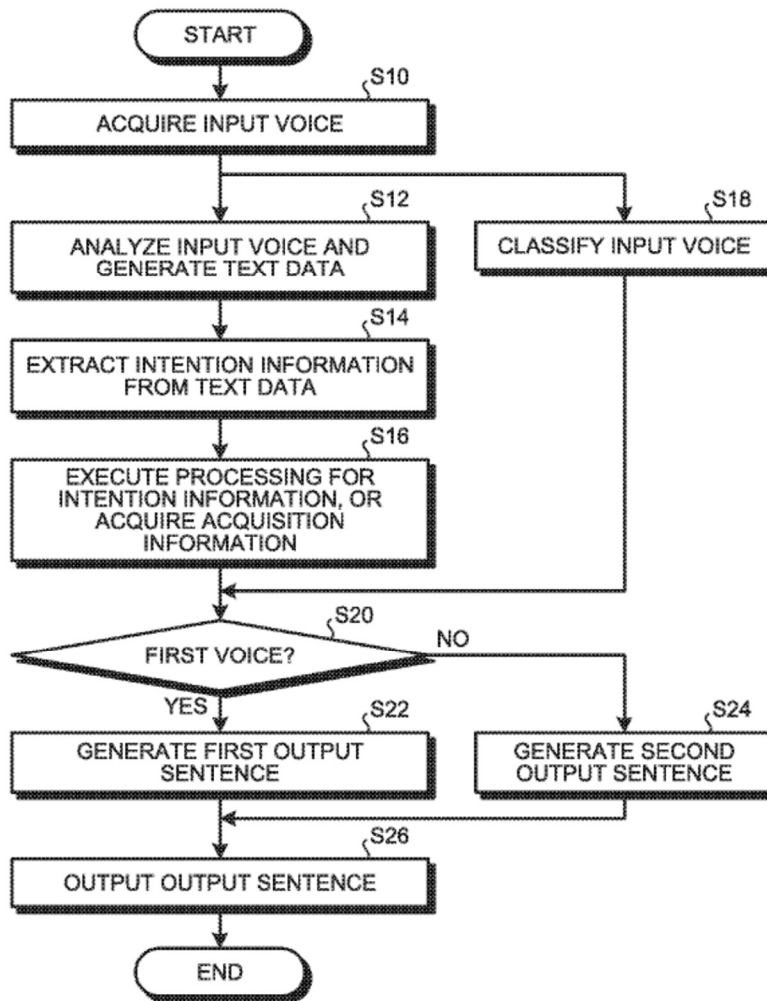 START
S10
ACQUIRE INPUT VOICE
S12
ANALYZE INPUT VOICE AND
GENERATE TEXT DATA
S18
CLASSIFY INPUT VOICE
S14
EXTRACT INTENTION INFORMATION
FROM TEXT DATA
S16
EXECUTE PROCESSING FOR
INTENTION INFORMATION, OR
ACQUIRE ACQUISITION
INFORMATION
S20
FIRST VOICE?
NO
YES
S22
GENERATE FIRST OUTPUT
SENTENCE
S24
GENERATE SECOND
OUTPUT SENTENCE
S26
OUTPUT OUTPUT SENTENCE
END